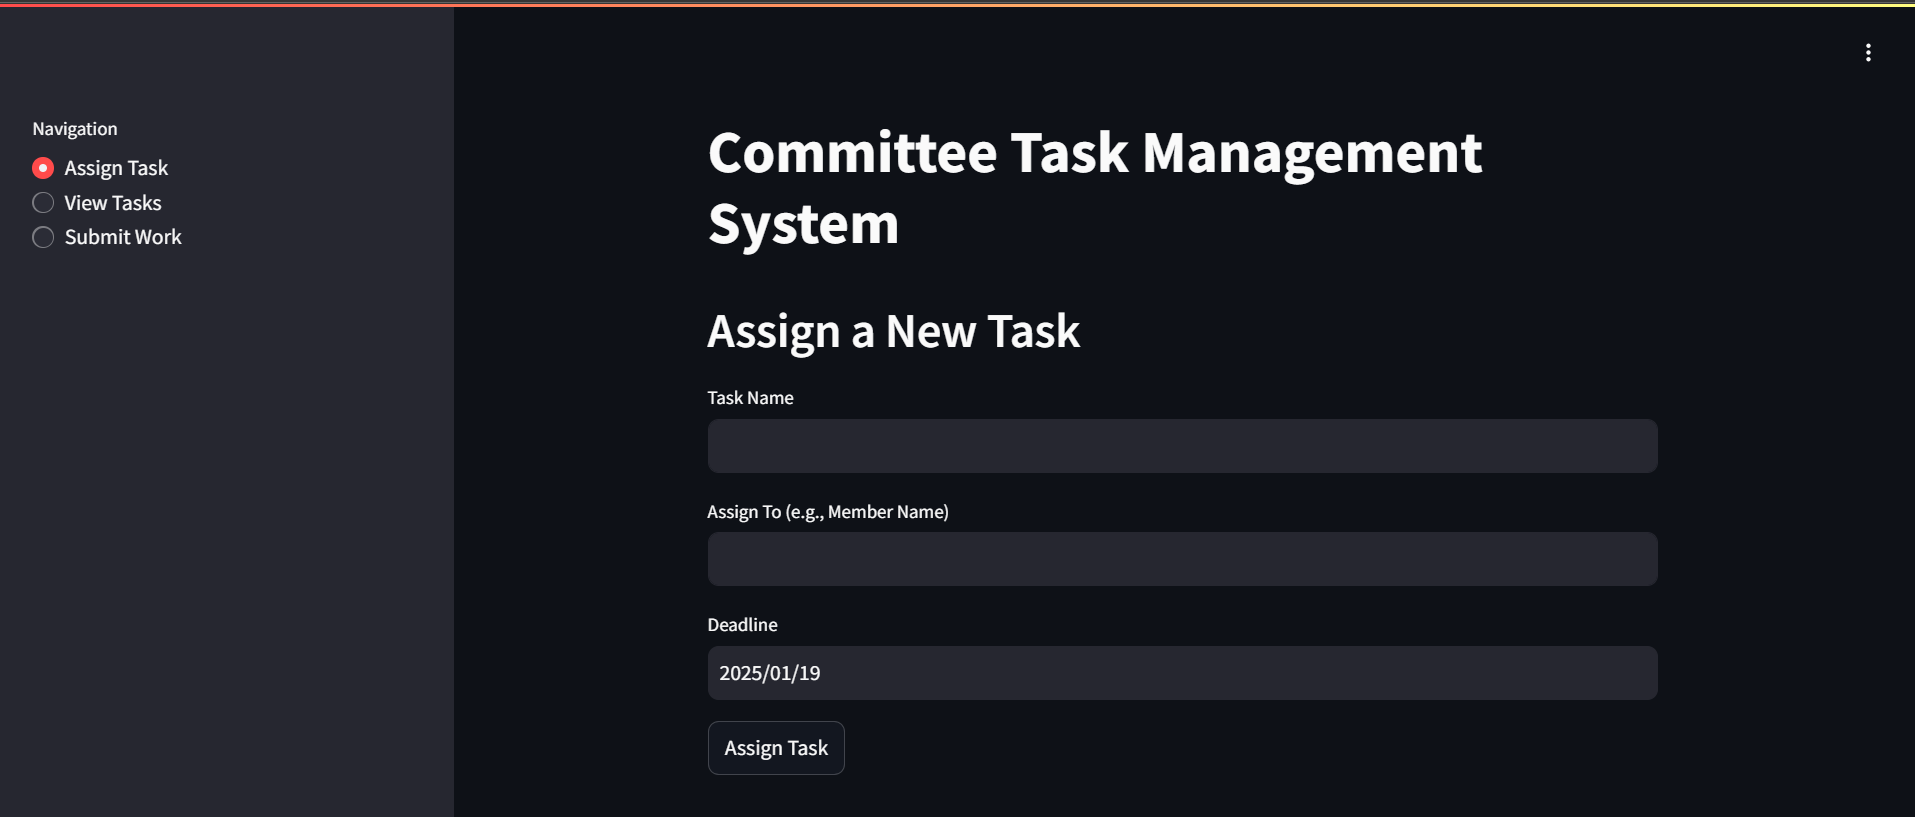 Navigation
Assign Task
View Tasks
Submit Work
Committee Task Management
System
Assign a New Task
Task Name
Assign To (e.g., Member Name)
Deadline
2025/01/19
Assign Task